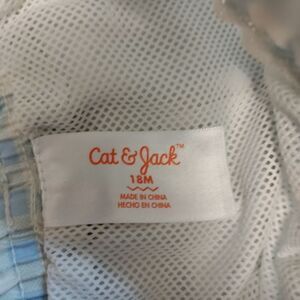 Cat & Jack™
18M
MADE IN CHINA
HECHO EN CHINA